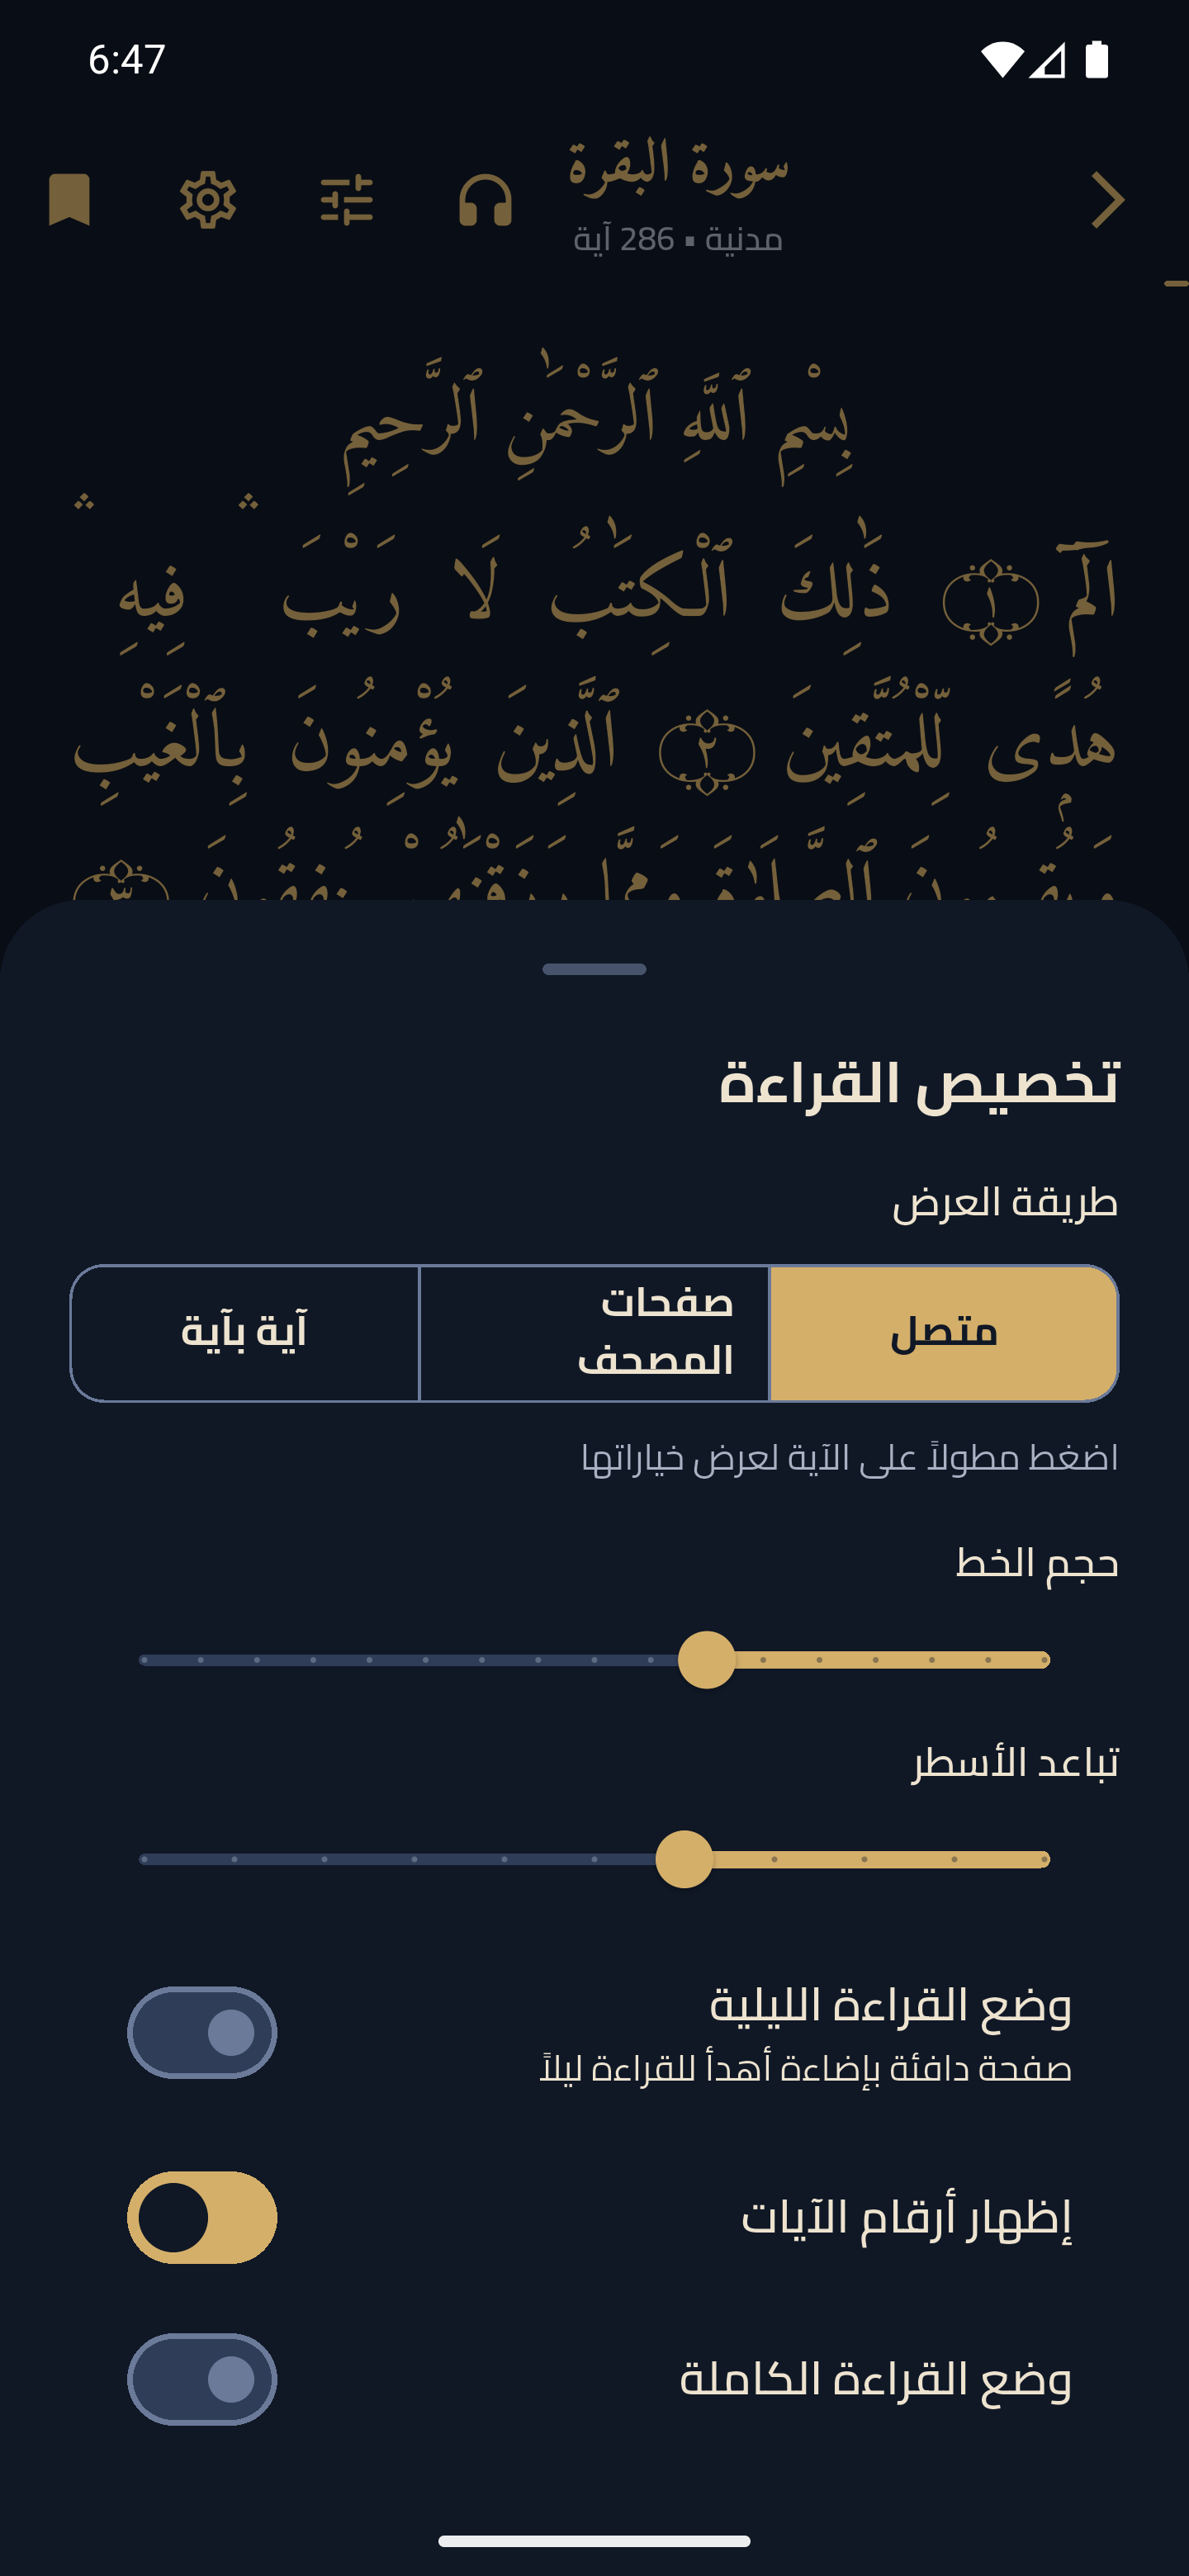 6:47
سورة البقرة
مدنية ▪ 286 آية
بِسْمِ ٱللَّهِ ٱلرَّحْمَٰنِ ٱلرَّحِيمِ
الٓمٓ ١ ذَٰلِكَ ٱلْكِتَٰبُ لَا رَيْبَ ۛ فِيهِ ۛ
هُدًى لِّلْمُتَّقِينَ ٢ ٱلَّذِينَ يُؤْمِنُونَ بِٱلْغَيْبِ
تخصيص القراءة
طريقة العرض
متصل
صفحات
المصحف
آية بآية
اضغط مطولاً على الآية لعرض خياراتها
حجم الخط
تباعد الأسطر
وضع القراءة الليلية
صفحة دافئة بإضاءة أهدأ للقراءة ليلاً
إظهار أرقام الآيات
وضع القراءة الكاملة